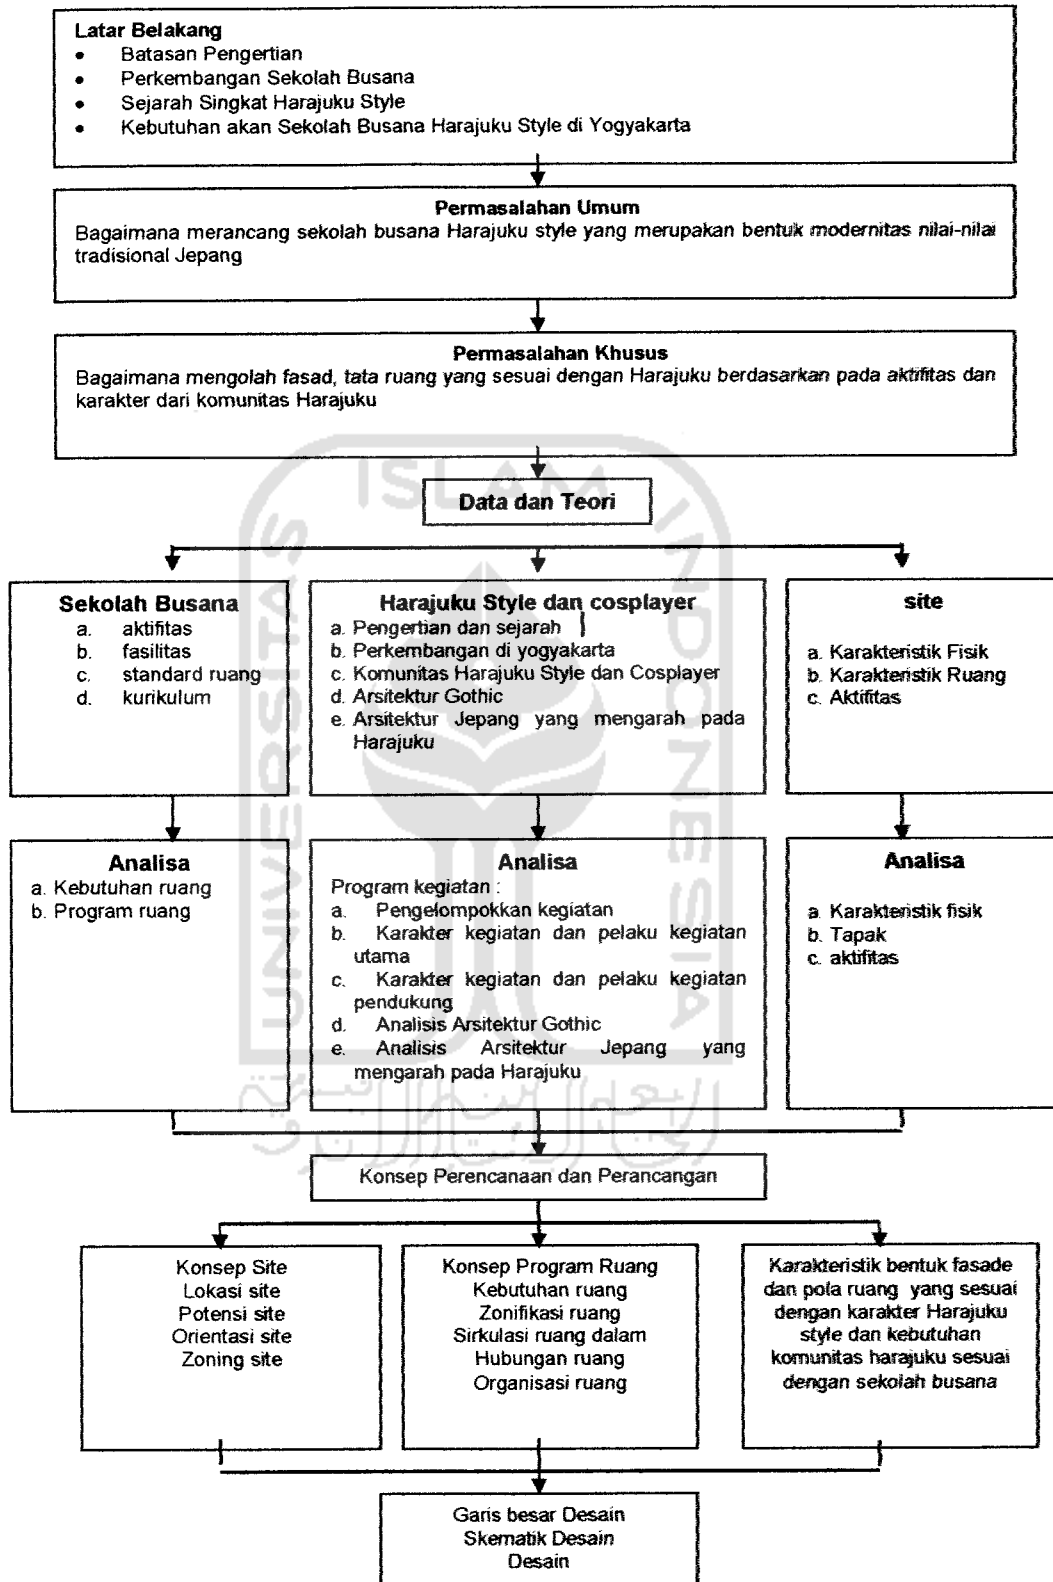 Latar Belakang
• Batasan Pengertian
• Perkembangan Sekolah Busana
• Sejarah Singkat Harajuku Style
• Kebutuhan akan Sekolah Busana Harajuku Style di Yogyakarta
Permasalahan Umum
Bagaimana merancang sekolah busana Harajuku style yang merupakan bentuk modernitas nilai-nilai
tradisional Jepang
Permasalahan Khusus
Bagaimana mengolah fasad, tata ruang yang sesuai dengan Harajuku berdasarkan pada aktifitas dan
karakter dari komunitas Harajuku
Data dan Teori
Sekolah Busana
a. aktifitas
b. fasilitas
c. standard ruang
d. kurikulum
Harajuku Style dan cosplayer
a. Pengertian dan sejarah
b. Perkembangan di yogyakarta
c. Komunitas Harajuku Style dan Cosplayer
d. Arsitektur Gothic
e. Arsitektur Jepang yang mengarah pada
Harajuku
site
a. Karakteristik Fisik
b. Karakteristik Ruang
c. Aktifitas
Analisa
a. Kebutuhan ruang
b. Program ruang
Analisa
Program kegiatan :
a. Pengelompokkan kegiatan
b. Karakter kegiatan dan pelaku kegiatan
utama
c. Karakter kegiatan dan pelaku kegiatan
pendukung
d. Analisis Arsitektur Gothic
e. Analisis Arsitektur Jepang yang
mengarah pada Harajuku
Analisa
a. Karakteristik fisik
b. Tapak
c. aktifitas
Konsep Perencanaan dan Perancangan
Konsep Site
Lokasi site
Potensi site
Orientasi site
Zoning site
Konsep Program Ruang
Kebutuhan ruang
Zonifikasi ruang
Sirkulasi ruang dalam
Hubungan ruang
Organisasi ruang
Karakteristik bentuk fasade
dan pola ruang yang sesuai
dengan karakter Harajuku
style dan kebutuhan
komunitas harajuku sesuai
dengan sekolah busana
Garis besar Desain
Skematik Desain
Desain
UNIVERSITAS
ISLAM
INDONESIA